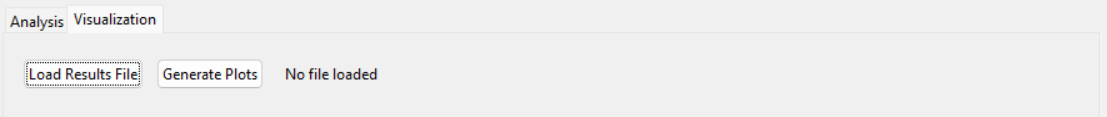 Analysis Visualization
Load Results File Generate Plots No file loaded